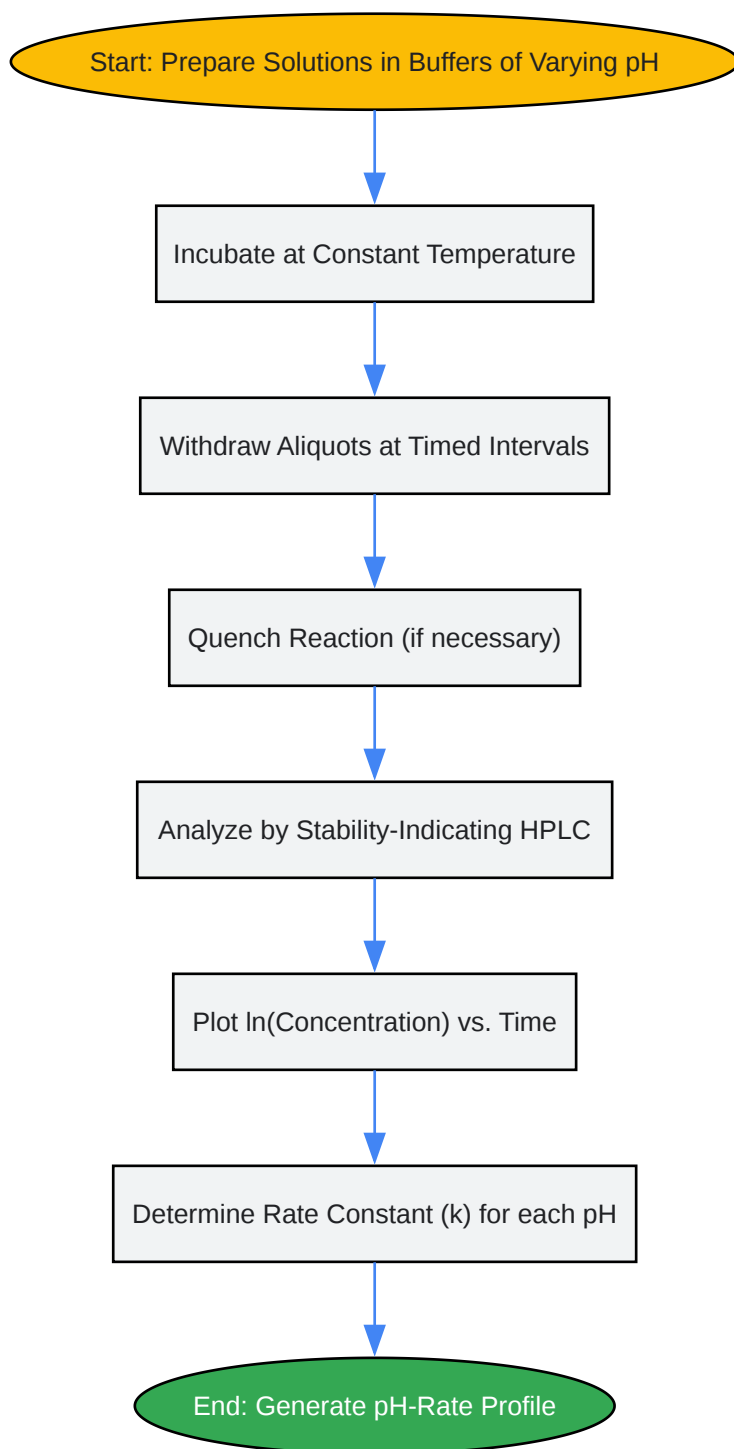 Start: Prepare Solutions in Buffers of Varying pH
Incubate at Constant Temperature
Withdraw Aliquots at Timed Intervals
Quench Reaction (if necessary)
Analyze by Stability-Indicating HPLC
Plot ln(Concentration) vs. Time
Determine Rate Constant (k) for each pH
End: Generate pH-Rate Profile